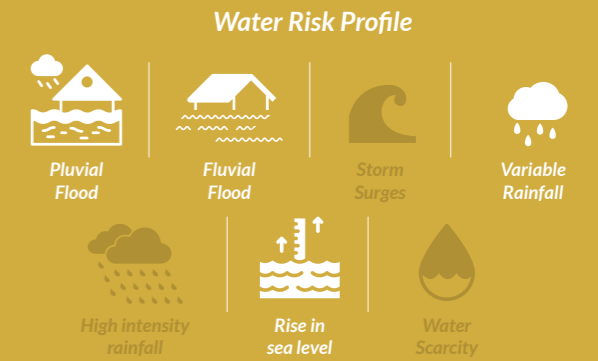 Water Risk Profile
Pluvial
Flood
Fluvial
Flood
Storm
Surges
Variable
Rainfall
High intensity
rainfall
Rise in
sea level
Water
Scarcity